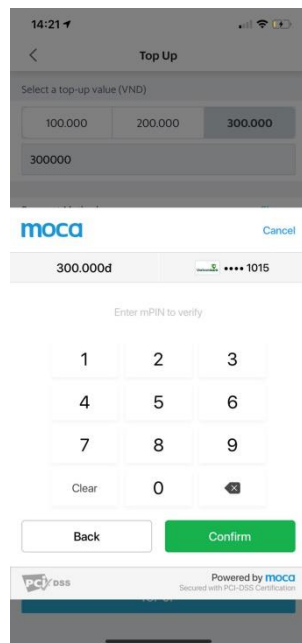 14:21
Top Up
Select a top-up value (VND)
100.000 200.000 300.000
300000
moca Cancel
300.000đ •••• 1015
Enter mPIN to verify
1 2 3
4 5 6
7 8 9
Clear 0
Back Confirm
PCI DSS Powered by moca
Secured with PCI-DSS Certification